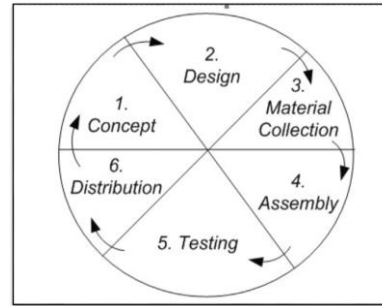 1.
Concept
2.
Design
3.
Material
Collection
4.
Assembly
5. Testing
6.
Distribution